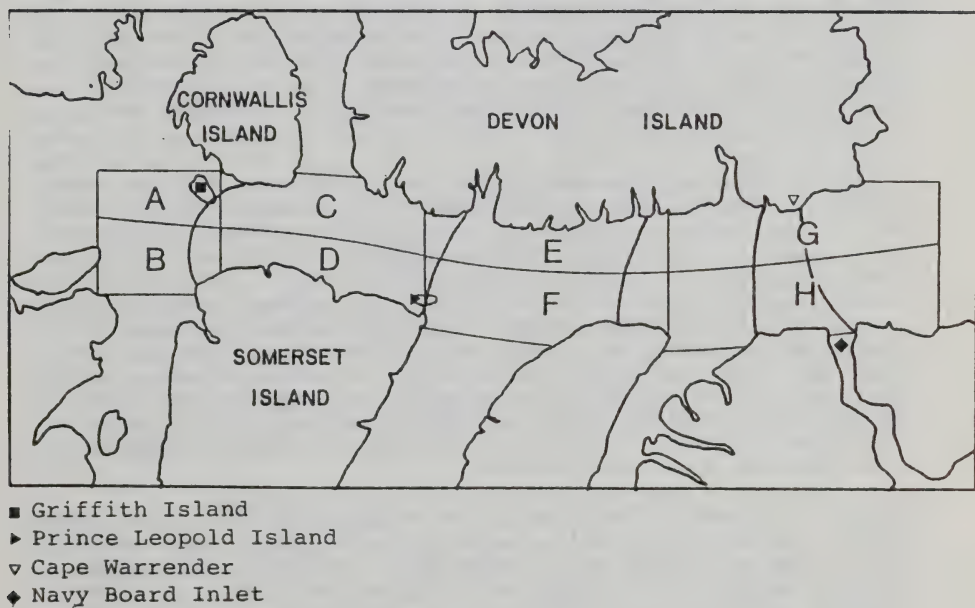 CORNWALLIS
ISLAND
DEVON ISLAND
A
C
B
D
E
G
F
H
SOMERSET
ISLAND
■ Griffith Island
▶ Prince Leopold Island
▽ Cape Warrender
◆ Navy Board Inlet